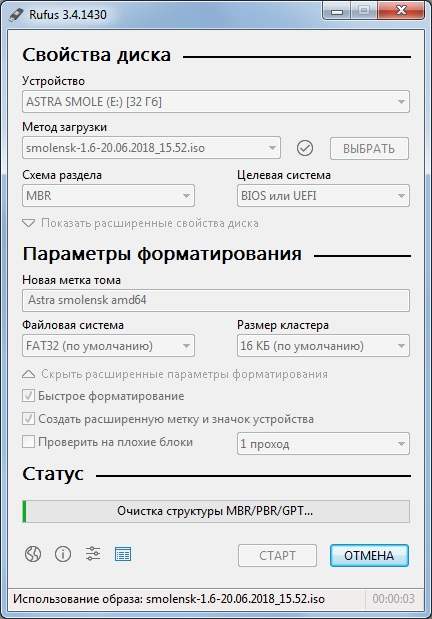 Rufus 3.4.1430
Свойства диска
Устройство
ASTRA SMOLE (E:) [32 Гб]
Метод загрузки
smolensk-1.6-20.06.2018_15.52.iso
ВЫБРАТЬ
Схема раздела
Целевая система
MBR
BIOS или UEFI
Показать расширенные свойства диска
Параметры форматирования
Новая метка тома
Astra smolensk amd64
Файловая система
Размер кластера
FAT32 (по умолчанию)
16 КБ (по умолчанию)
Скрыть расширенные параметры форматирования
Быстрое форматирование
Создать расширенную метку и значок устройства
Проверить на плохие блоки
1 проход
Статус
Очистка структуры MBR/PBR/GPT...
СТАРТ
ОТМЕНА
Использование образа: smolensk-1.6-20.06.2018_15.52.iso
00:00:03